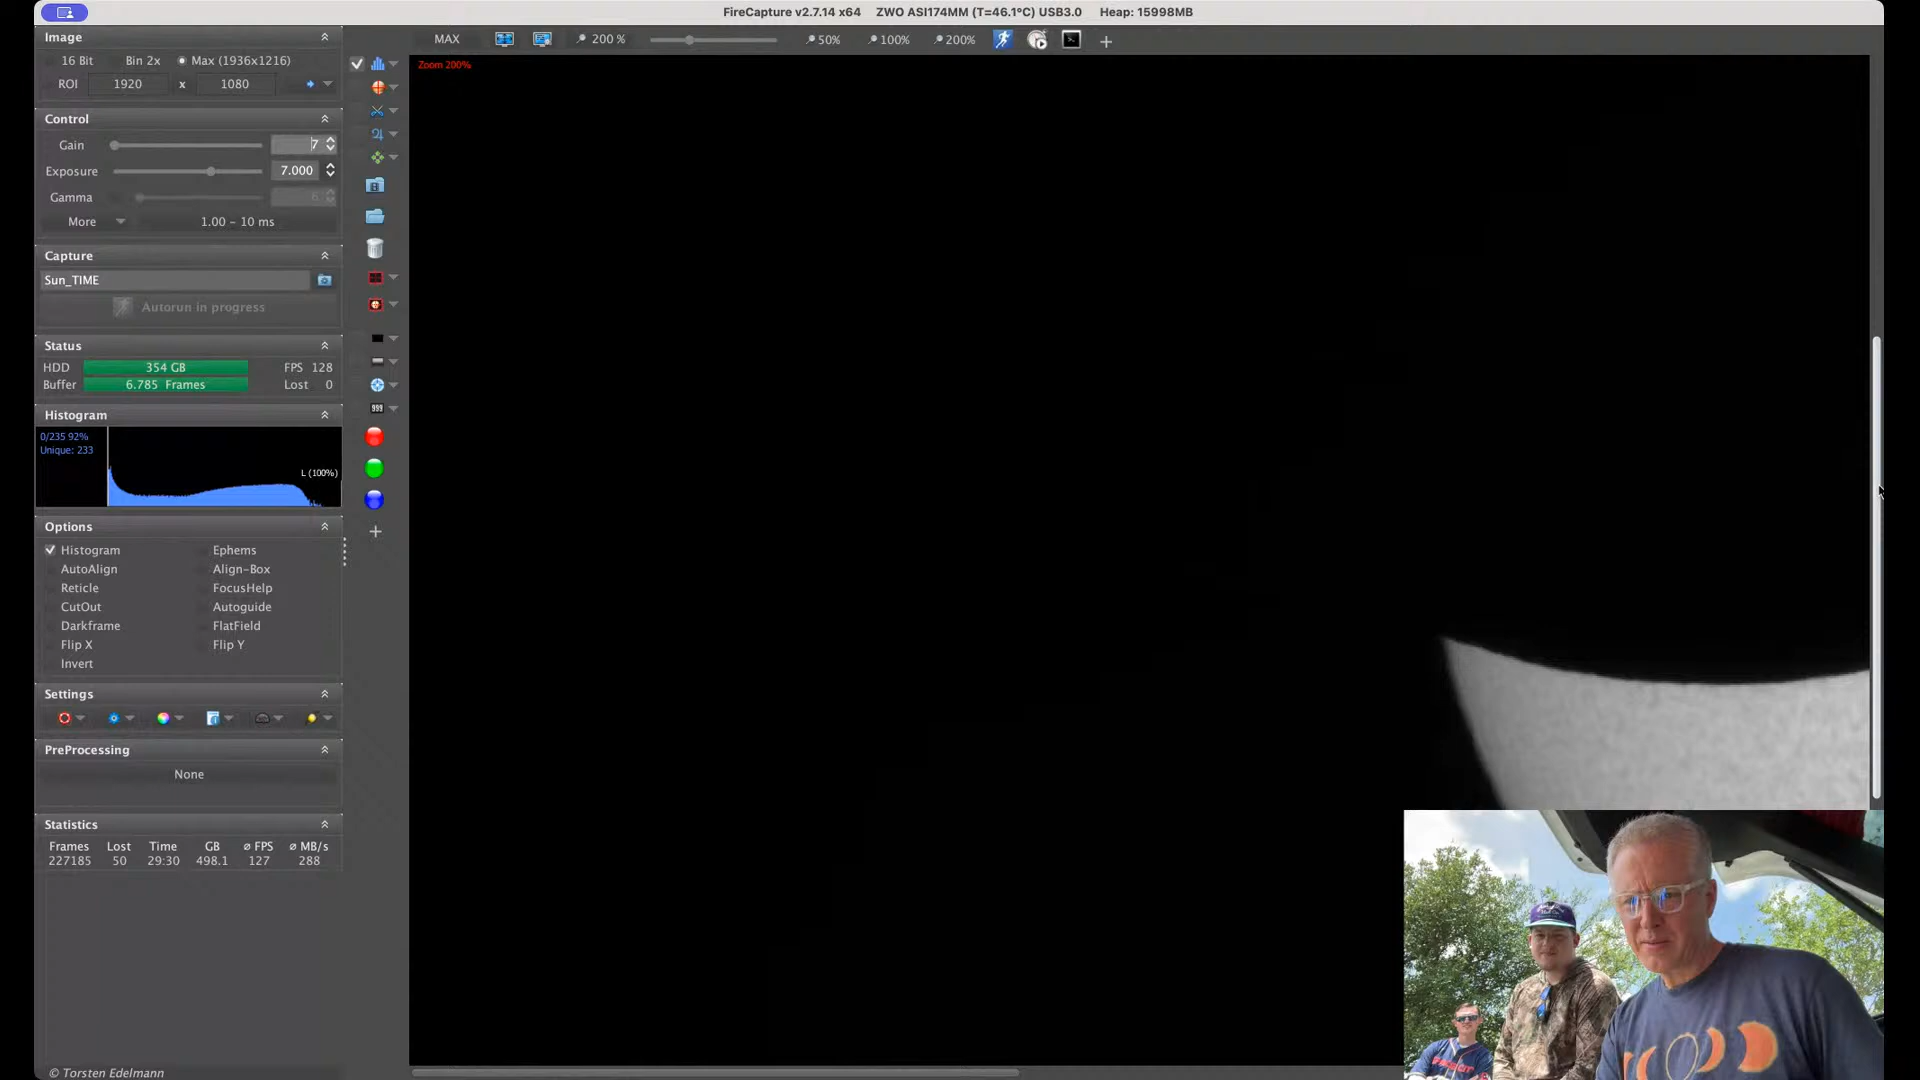 FireCapture v2.7.14 x64 ZWO ASI174MM (T=46.1°C) USB3.0 Heap: 15998MB
Image
16 Bit Bin 2x Max (1936x1216)
ROI 1920 x 1080
Control
Gain 7
Exposure 7.000
Gamma 6
More 1.00 - 10 ms
Capture
Sun_TIME
Autorun in progress
Status
HDD 354 GB FPS 128
Buffer 6.785 Frames Lost 0
Histogram
0/235 92%
Unique: 233
L (100%)
Options
Histogram Ephems
AutoAlign Align-Box
Reticle FocusHelp
CutOut Autoguide
Darkframe FlatField
Flip X Flip Y
Invert
Settings
PreProcessing
None
Statistics
Frames Lost Time GB ø FPS ø MB/s
227185 50 29:30 498.1 127 288
© Torsten Edelmann
MAX 200 % 50% 100% 200%
Zoom 200%
999